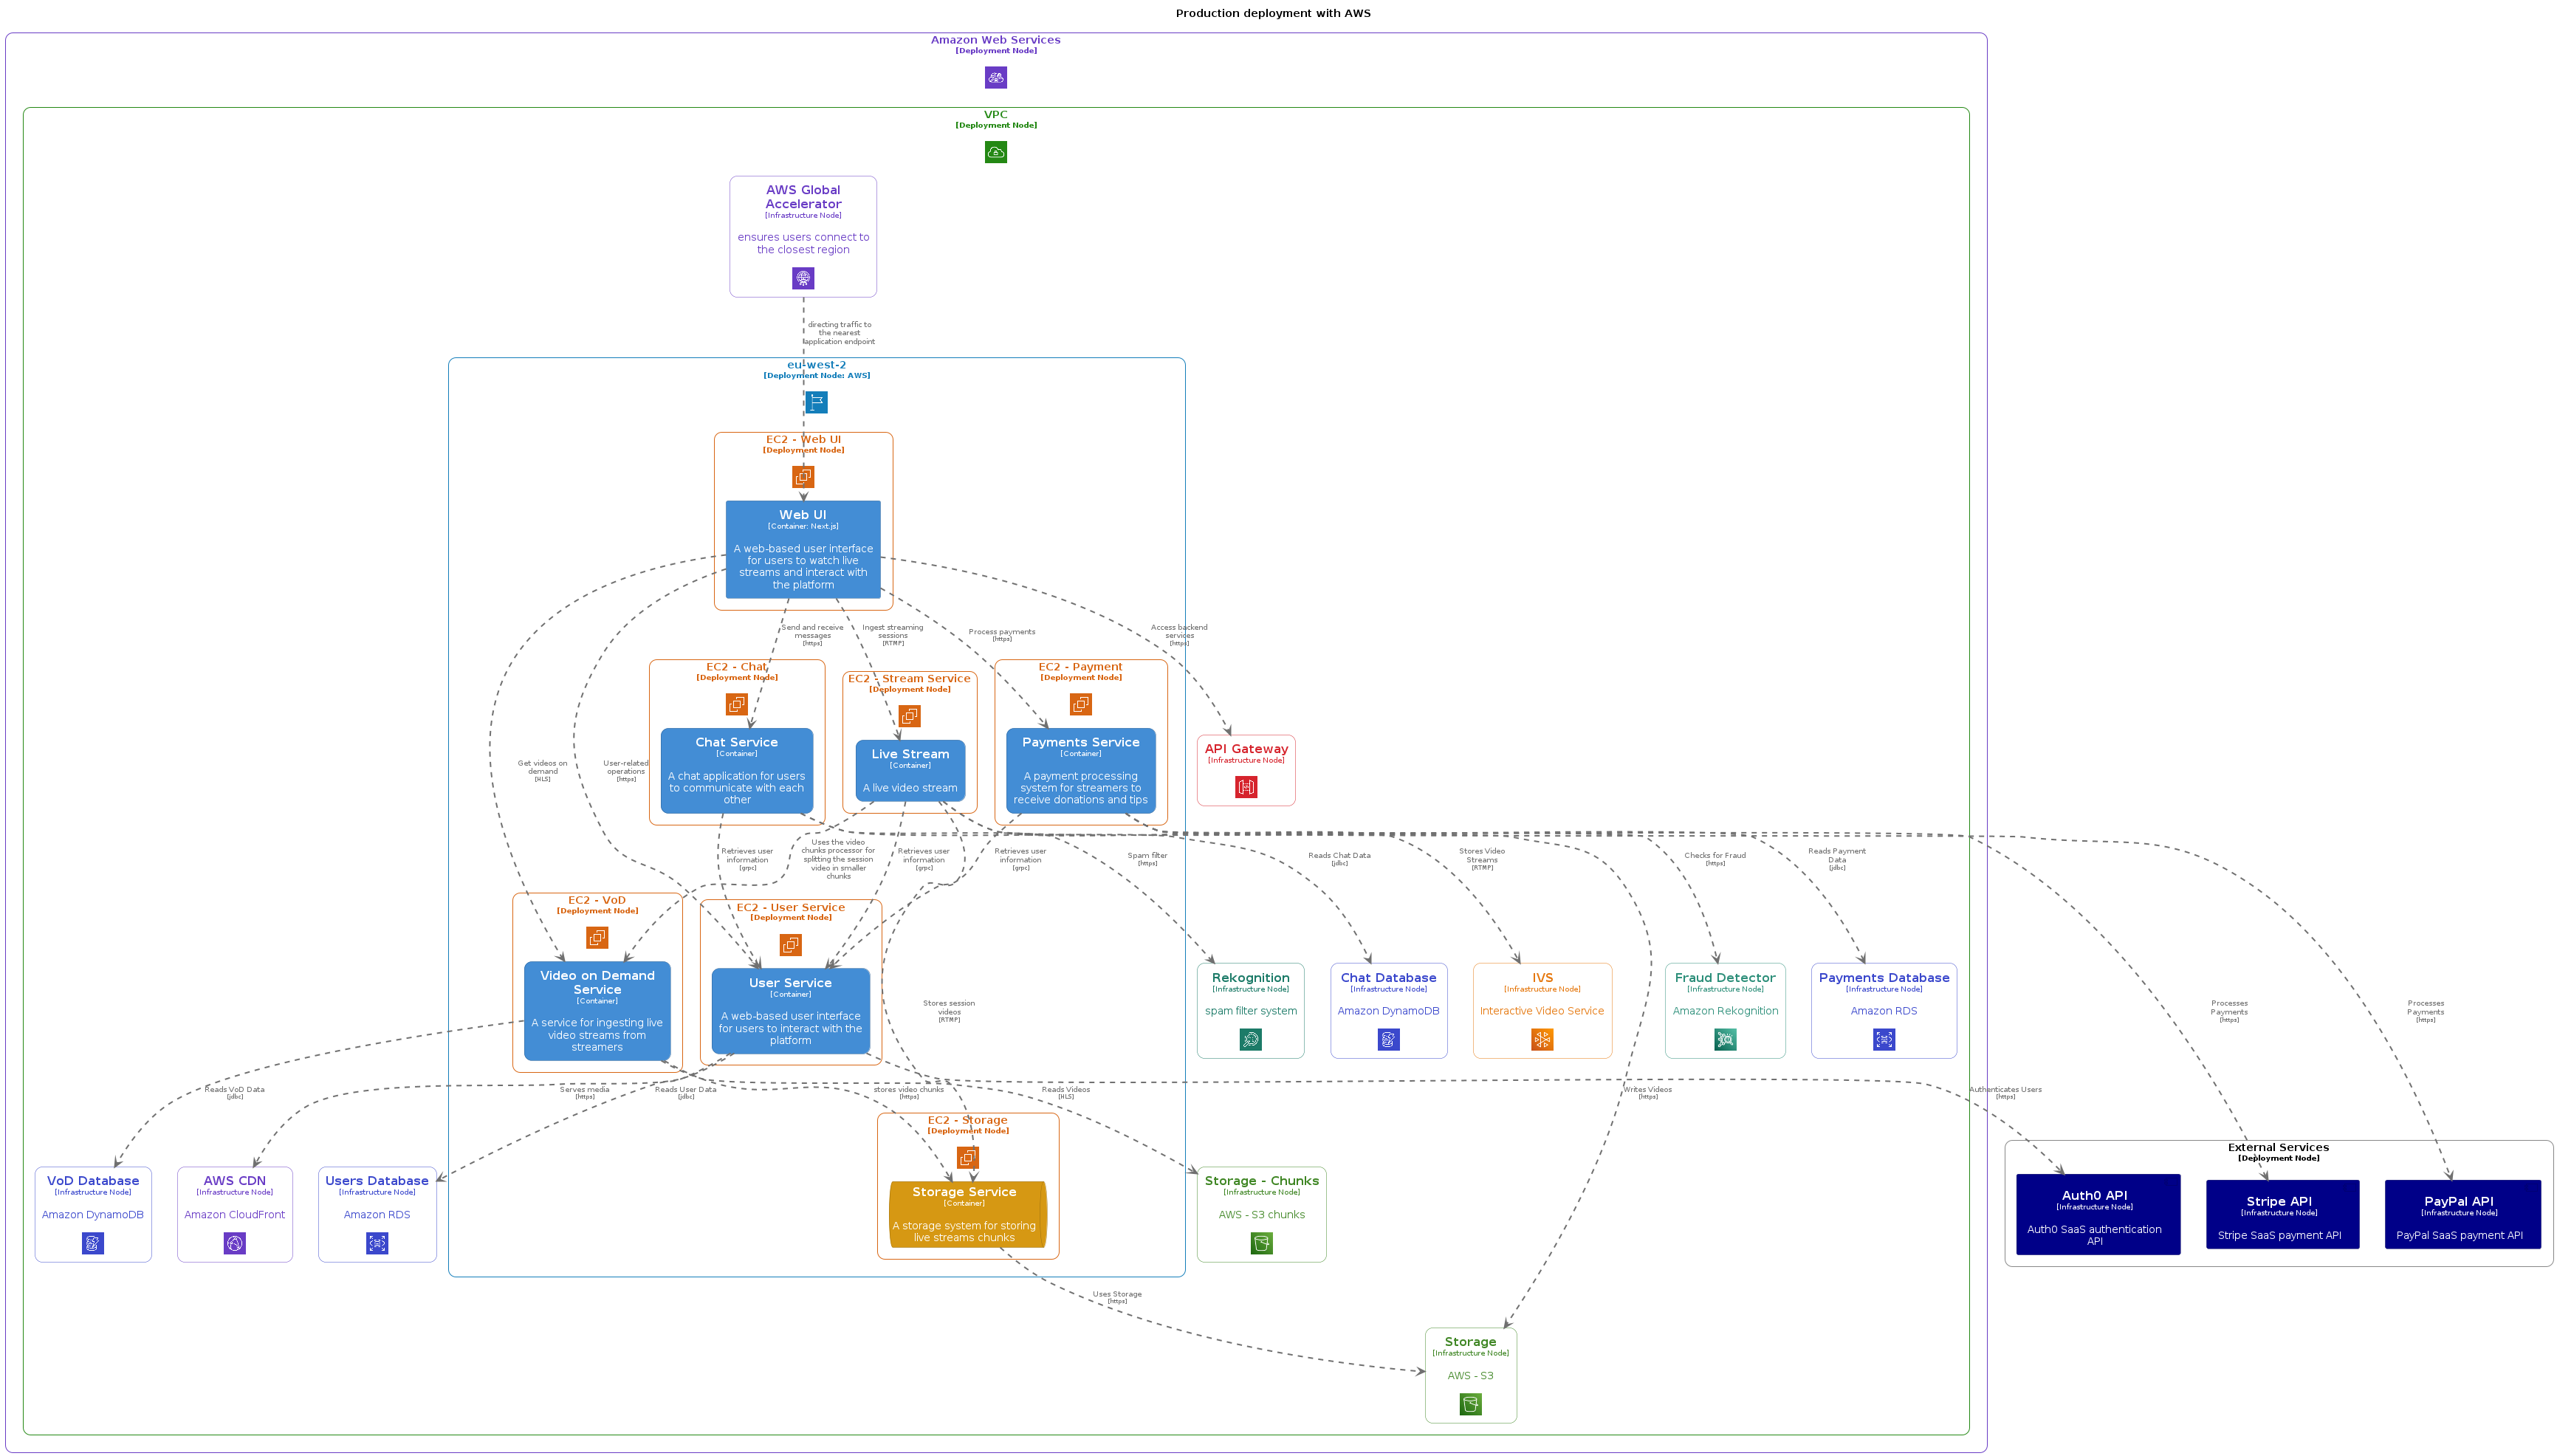 Production deployment with AWS
Amazon Web Services
[Deployment Node]
VPC
[Deployment Node]
AWS Global
Accelerator
[Infrastructure Node]
ensures users connect to
the closest region
directing traffic to
the nearest
application endpoint
eu-west-2
[Deployment Node: AWS]
EC2 - Web UI
[Deployment Node]
Web UI
[Container: Next.js]
A web-based user interface
for users to watch live
streams and interact with
the platform
Send and receive
messages
[https]
Ingest streaming
sessions
[RTMP]
Process payments
[https]
Access backend
services
[https]
EC2 - Chat
[Deployment Node]
Chat Service
[Container]
A chat application for users
to communicate with each
other
EC2 - Stream Service
[Deployment Node]
Live Stream
[Container]
A live video stream
EC2 - Payment
[Deployment Node]
Payments Service
[Container]
A payment processing
system for streamers to
receive donations and tips
API Gateway
[Infrastructure Node]
Get videos on
demand
[HLS]
User-related
operations
[https]
Retrieves user
information
[grpc]
Uses the video
chunks processor for
splitting the session
video in smaller
chunks
Retrieves user
information
[grpc]
Retrieves user
information
[grpc]
Spam filter
[https]
Reads Chat Data
[jdbc]
Stores Video
Streams
[RTMP]
Checks for Fraud
[https]
Reads Payment
Data
[jdbc]
EC2 - VoD
[Deployment Node]
Video on Demand
Service
[Container]
A service for ingesting live
video streams from
streamers
EC2 - User Service
[Deployment Node]
User Service
[Container]
A web-based user interface
for users to interact with the
platform
Stores session
videos
[RTMP]
Rekognition
[Infrastructure Node]
spam filter system
Chat Database
[Infrastructure Node]
Amazon DynamoDB
IVS
[Infrastructure Node]
Interactive Video Service
Fraud Detector
[Infrastructure Node]
Amazon Rekognition
Payments Database
[Infrastructure Node]
Amazon RDS
Processes
Payments
[https]
Processes
Payments
[https]
Reads VoD Data
[jdbc]
Serves media
[https]
Reads User Data
[jdbc]
stores video chunks
[https]
Reads Videos
[HLS]
Writes Videos
[https]
Authenticates Users
[https]
VoD Database
[Infrastructure Node]
Amazon DynamoDB
AWS CDN
[Infrastructure Node]
Amazon CloudFront
Users Database
[Infrastructure Node]
Amazon RDS
EC2 - Storage
[Deployment Node]
Storage Service
[Container]
A storage system for storing
live streams chunks
Storage - Chunks
[Infrastructure Node]
AWS - S3 chunks
External Services
[Deployment Node]
Auth0 API
[Infrastructure Node]
Auth0 SaaS authentication
API
Stripe API
[Infrastructure Node]
Stripe SaaS payment API
PayPal API
[Infrastructure Node]
PayPal SaaS payment API
Uses Storage
[https]
Storage
[Infrastructure Node]
AWS - S3